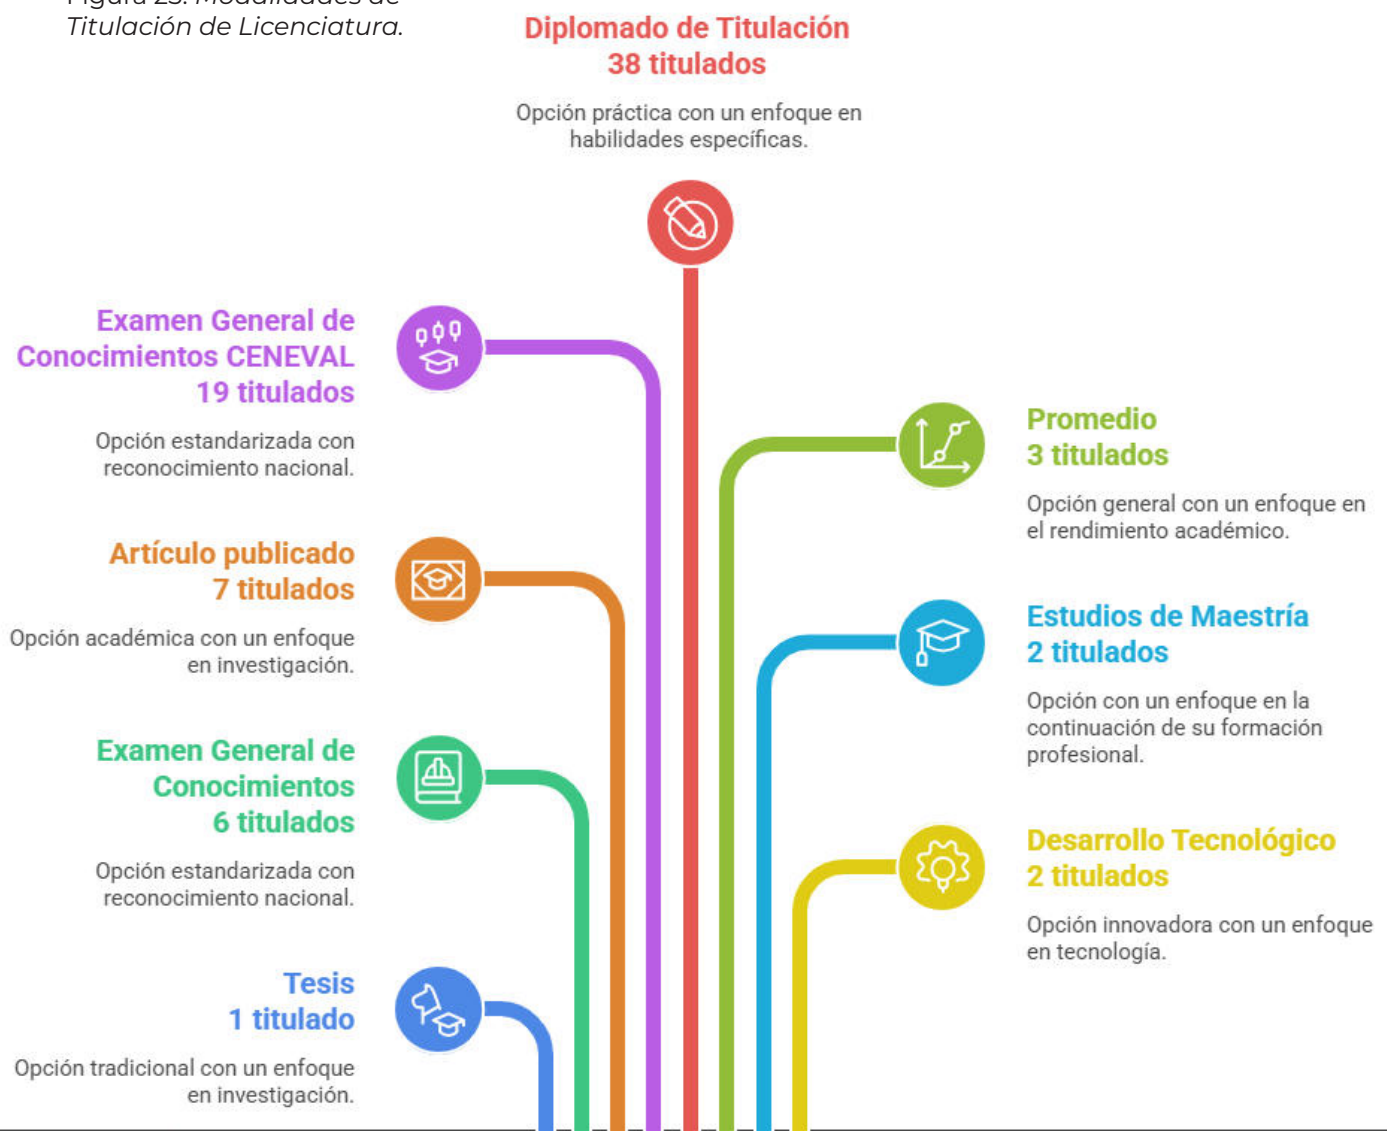 Titulación de Licenciatura.
Diplomado de Titulación
38 titulados
Opción práctica con un enfoque en
habilidades específicas.
Examen General de
Conocimientos CENEVAL
19 titulados
Opción estandarizada con
reconocimiento nacional.
Promedio
3 titulados
Opción general con un enfoque en
el rendimiento académico.
Artículo publicado
7 titulados
Opción académica con un enfoque
en investigación.
Estudios de Maestría
2 titulados
Opción con un enfoque en la
continuación de su formación
profesional.
Examen General de
Conocimientos
6 titulados
Opción estandarizada con
reconocimiento nacional.
Desarrollo Tecnológico
2 titulados
Opción innovadora con un enfoque
en tecnología.
Tesis
1 titulado
Opción tradicional con un enfoque
en investigación.